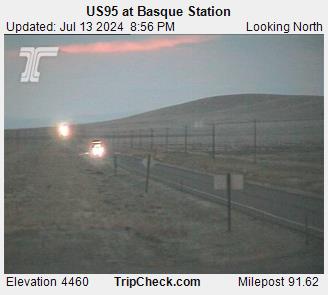 US95 at Basque Station
Updated: Jul 13 2024 8:56 PM Looking North
Elevation 4460 TripCheck.com Milepost 91.62